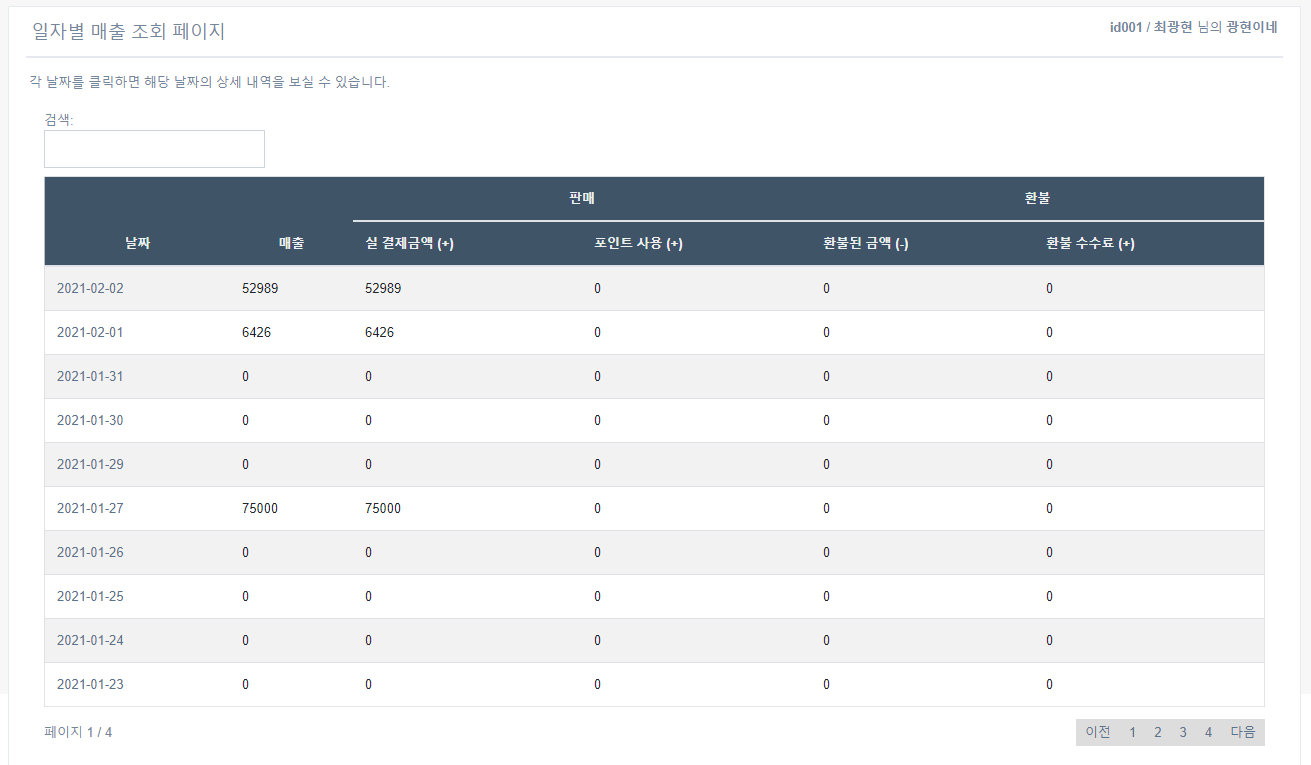 일자별 매출 조회 페이지
id001 / 최광현 님의 광현이네
각 날짜를 클릭하면 해당 날짜의 상세 내역을 보실 수 있습니다.
검색:
판매 환불
날짜 매출 실 결제금액 (+) 포인트 사용 (+) 환불된 금액 (-) 환불 수수료 (+)
2021-02-02 52989 52989 0 0 0
2021-02-01 6426 6426 0 0 0
2021-01-31 0 0 0 0 0
2021-01-30 0 0 0 0 0
2021-01-29 0 0 0 0 0
2021-01-27 75000 75000 0 0 0
2021-01-26 0 0 0 0 0
2021-01-25 0 0 0 0 0
2021-01-24 0 0 0 0 0
2021-01-23 0 0 0 0 0
페이지 1 / 4
이전 1 2 3 4 다음